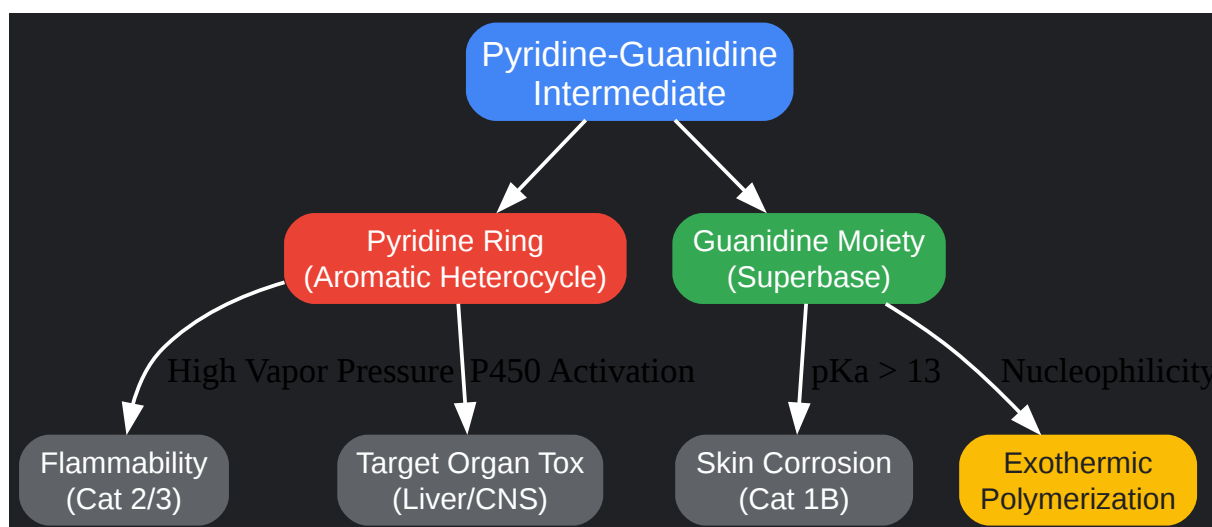 Pyridine-Guanidine
Intermediate
Pyridine Ring
(Aromatic Heterocycle)
Guanidine Moiety
(Superbase)
High Vapor Pressure
P450 Activation
pKa > 13
Nucleophilicity
Flammability
(Cat 2/3)
Target Organ Tox
(Liver/CNS)
Skin Corrosion
(Cat 1B)
Exothermic
Polymerization